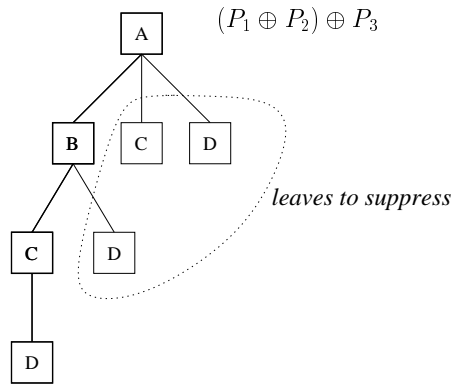 (P₁ ⊕ P₂) ⊕ P₃
A
B C D
leaves to suppress
C D
D